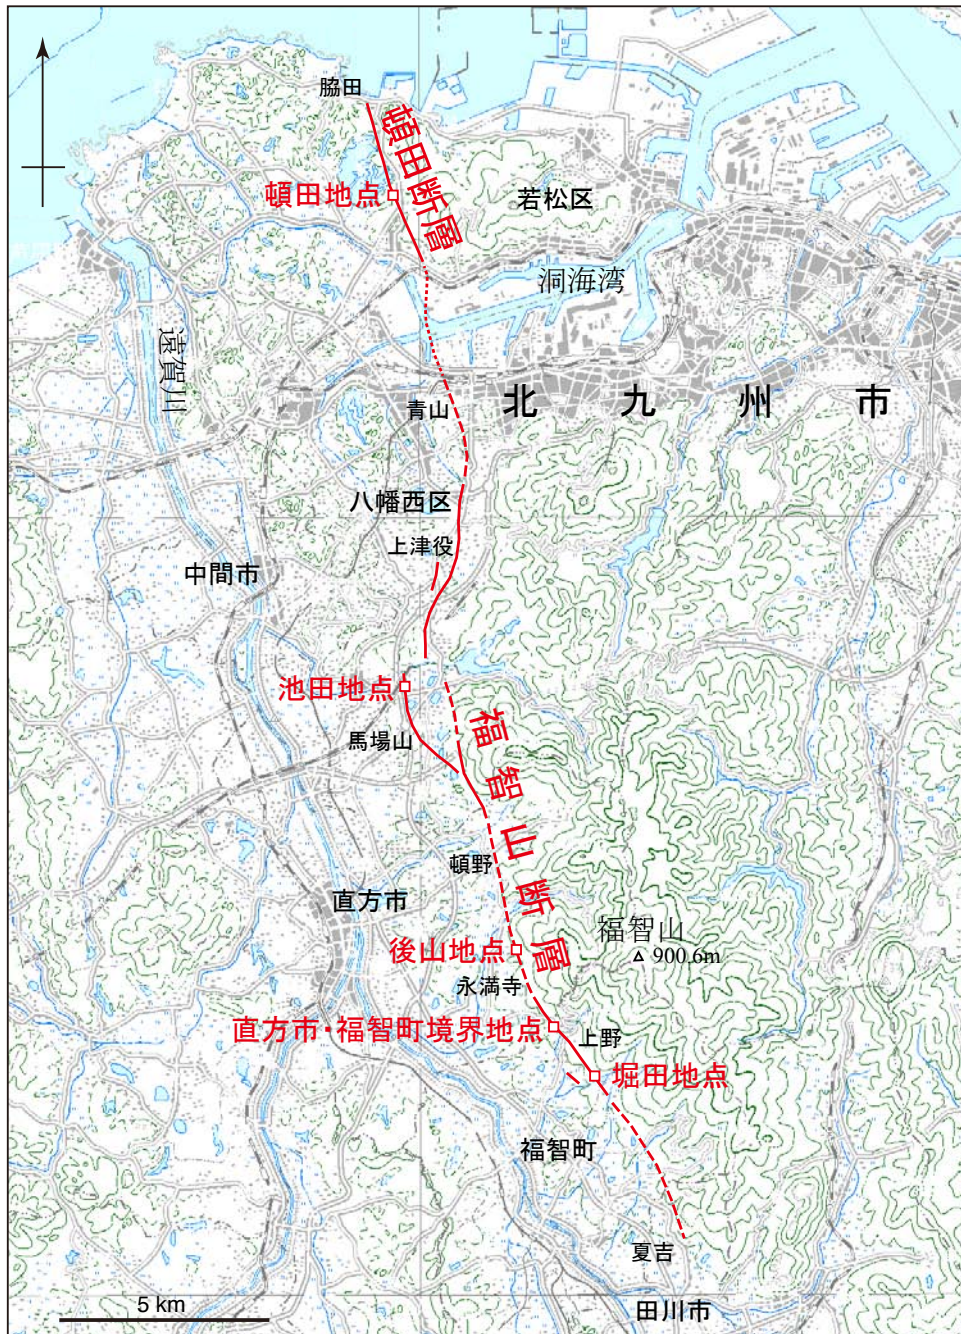 脇田
頓田断層
頓田地点
若松区
洞海湾
遠賀川
北九州市
青山
八幡西区
上津役
中間市
池田地点
馬場山
福智山断層
頓野
直方市
福智山
後山地点
900.6m
永満寺
直方市・福智町境界地点
上野
堀田地点
福智町
夏吉
5 km
田川市